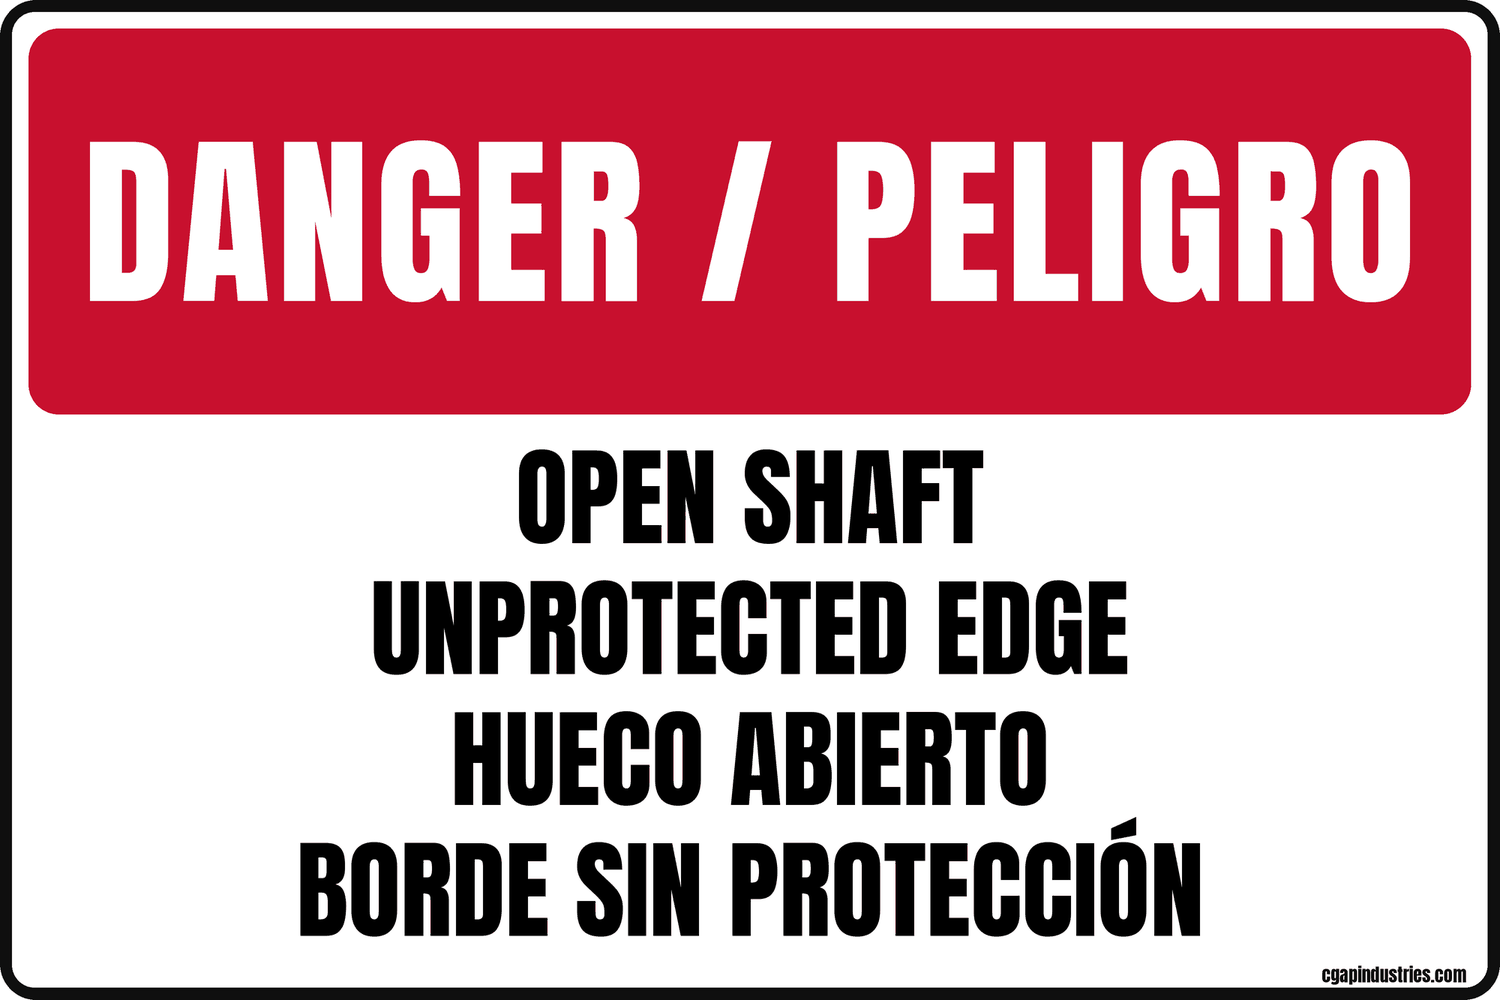 DANGER / PELIGRO
OPEN SHAFT
UNPROTECTED EDGE
HUECO ABIERTO
BORDE SIN PROTECCIÓN
cgapindustries.com